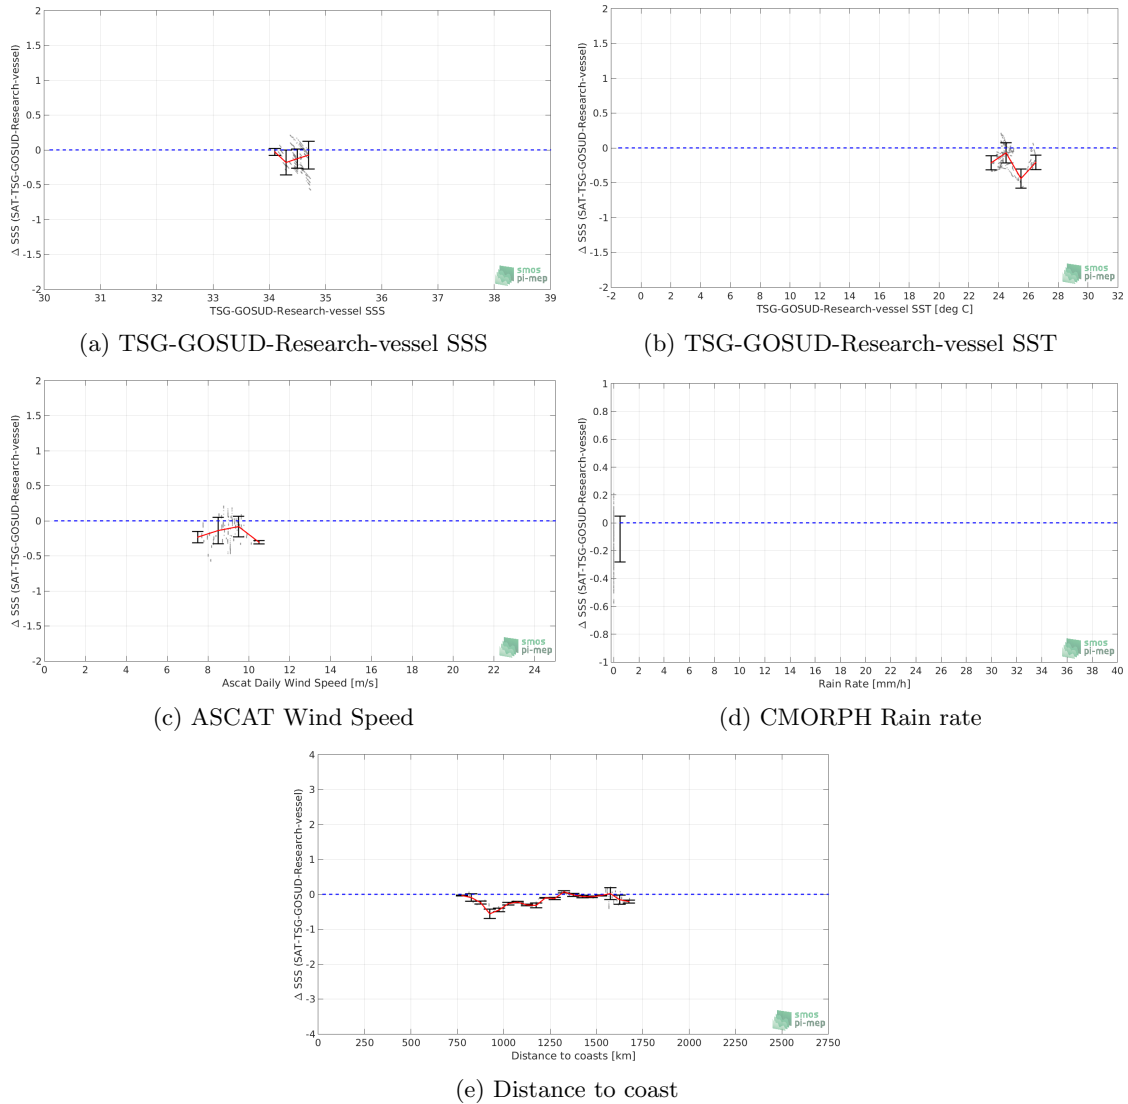 2
1.5
1
0.5
0
-0.5
-1
-1.5
-2
Δ SSS (SAT-TSG-GOSUD-Research-vessel)
30 31 32 33 34 35 36 37 38 39
TSG-GOSUD-Research-vessel SSS
smos
pi-mep
(a) TSG-GOSUD-Research-vessel SSS
2
1.5
1
0.5
0
-0.5
-1
-1.5
-2
Δ SSS (SAT-TSG-GOSUD-Research-vessel)
-2 0 2 4 6 8 10 12 14 16 18 20 22 24 26 28 30 32
TSG-GOSUD-Research-vessel SST [deg C]
smos
pi-mep
(b) TSG-GOSUD-Research-vessel SST
2
1.5
1
0.5
0
-0.5
-1
-1.5
-2
Δ SSS (SAT-TSG-GOSUD-Research-vessel)
0 2 4 6 8 10 12 14 16 18 20 22 24
Ascat Daily Wind Speed [m/s]
smos
pi-mep
(c) ASCAT Wind Speed
1
0.8
0.6
0.4
0.2
0
-0.2
-0.4
-0.6
-0.8
-1
Δ SSS (SAT-TSG-GOSUD-Research-vessel)
0 2 4 6 8 10 12 14 16 18 20 22 24 26 28 30 32 34 36 38 40
Rain Rate [mm/h]
smos
pi-mep
(d) CMORPH Rain rate
4
3
2
1
0
-1
-2
-3
-4
Δ SSS (SAT-TSG-GOSUD-Research-vessel)
0 250 500 750 1000 1250 1500 1750 2000 2250 2500 2750
Distance to coasts [km]
smos
pi-mep
(e) Distance to coast